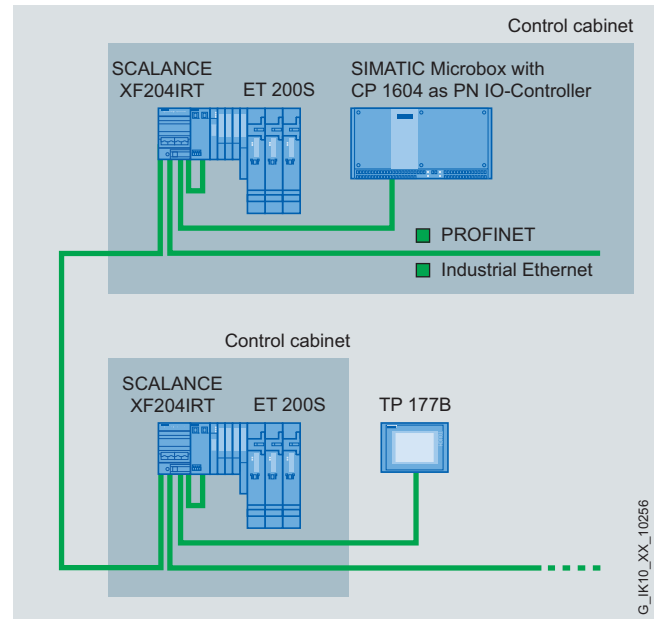 Control cabinet
SCALANCE
XF204IRT
ET 200S
SIMATIC Microbox with
CP 1604 as PN IO-Controller
PROFINET
Industrial Ethernet
Control cabinet
SCALANCE
XF204IRT
ET 200S
TP 177B
G_IK10_XX_10256